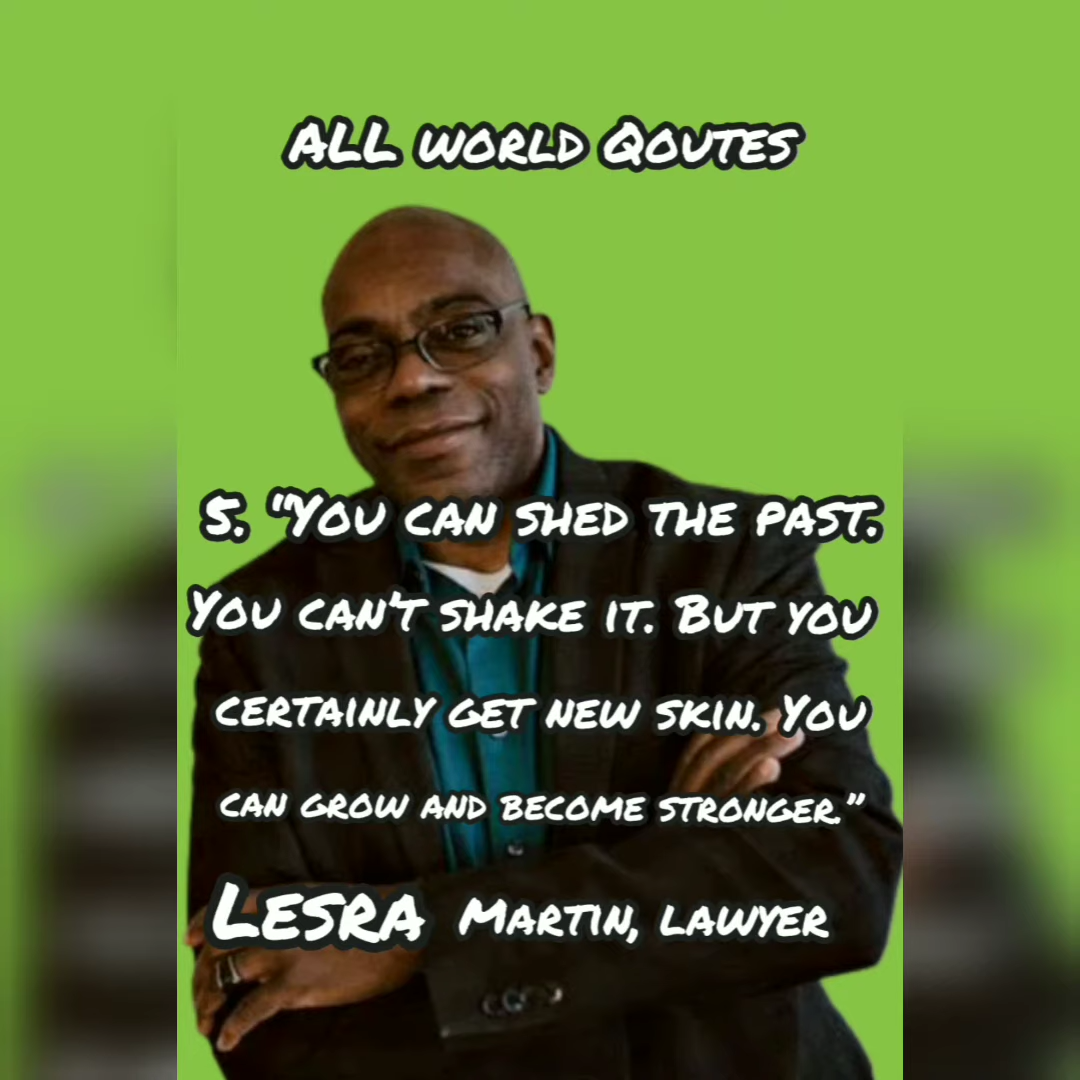 ALL WORLD QOUTES
5. "YOU CAN SHED THE PAST.
YOU CAN'T SHAKE IT. BUT YOU
CERTAINLY GET NEW SKIN. YOU
CAN GROW AND BECOME STRONGER."
LESRA MARTIN, LAWYER